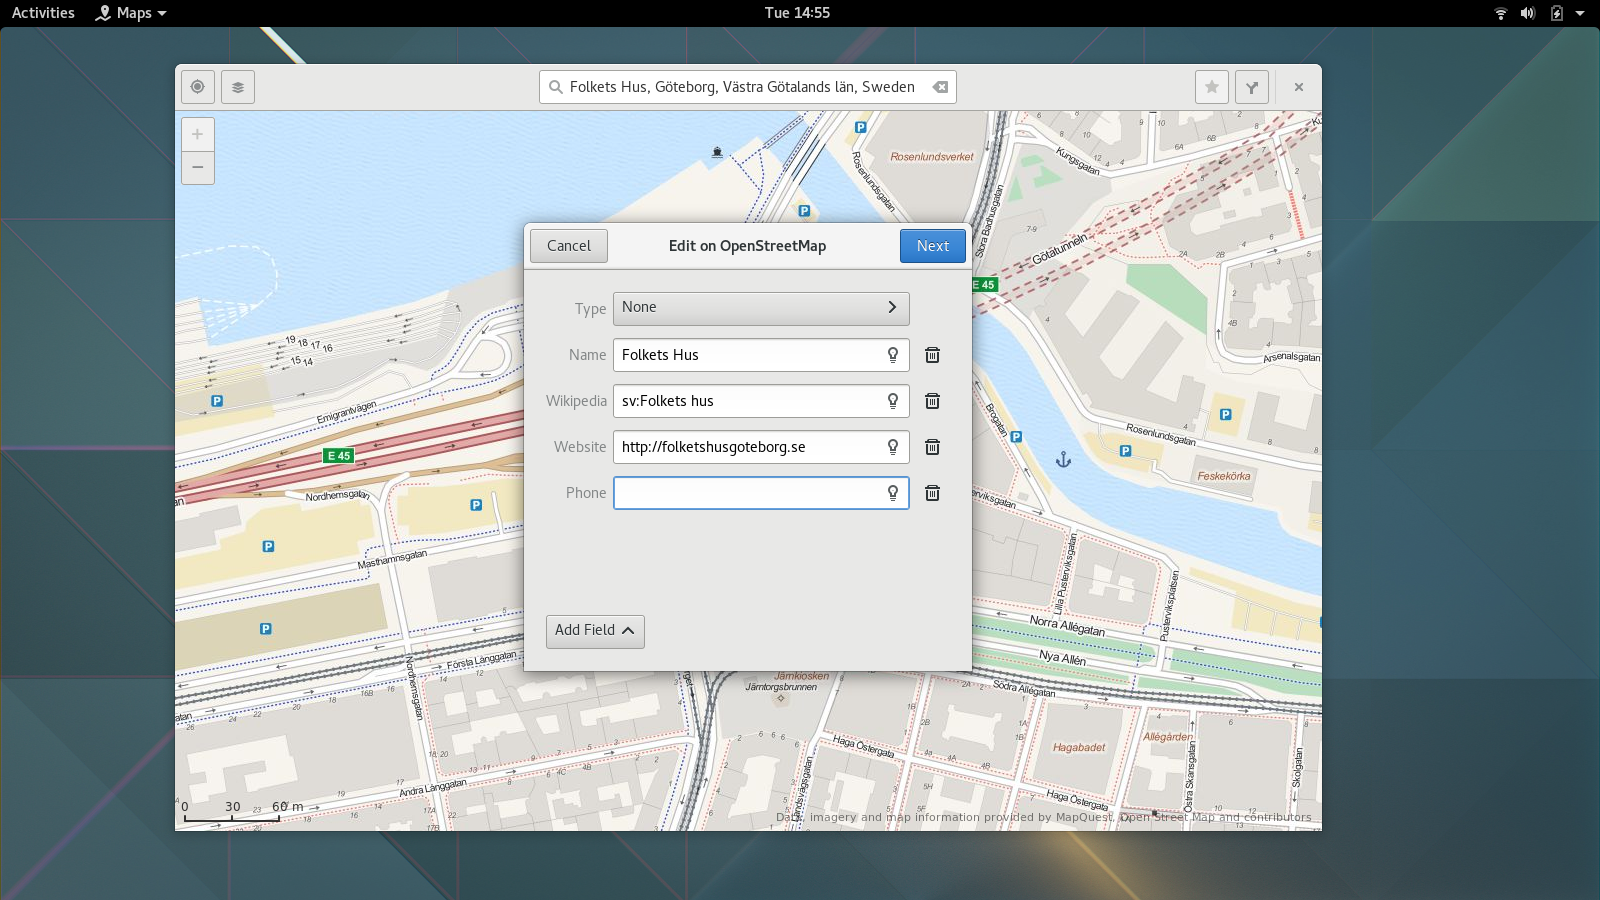 Activities
Maps
Tue 14:55
Folkets Hus, Göteborg, Västra Götalands län, Sweden
Cancel
Edit on OpenStreetMap
Next
Type
None
Name
Folkets Hus
Wikipedia
sv:Folkets hus
Website
http://folketshusgoteborg.se
Phone
Add Field
Rosenlundsverket
Rosenlundsgatan
Kungsgatan
Stora Badhusgatan
Götatunneln
E 45
Arsenalsgatan
Brogatan
Rosenlundsgatan
Feskekörka
Emigrantvägen
E 45
Nordhemsgatan
Masthamnsgatan
Lilla Pusterviksgatan
Pusterviksplatsen
Norra Allégatan
Nya Allén
Södra Allégatan
Första Långgatan
Nordhemsgatan
Järnkiosken
Järntorgsbrunnen
Haga Östergata
Hagabadet
Allégården
Östra Skansgatan
Skolgatan
Andra Långgatan
Haga Östergata
0 30 60 m
Data, imagery and map information provided by MapQuest, Open Street Map and contributors